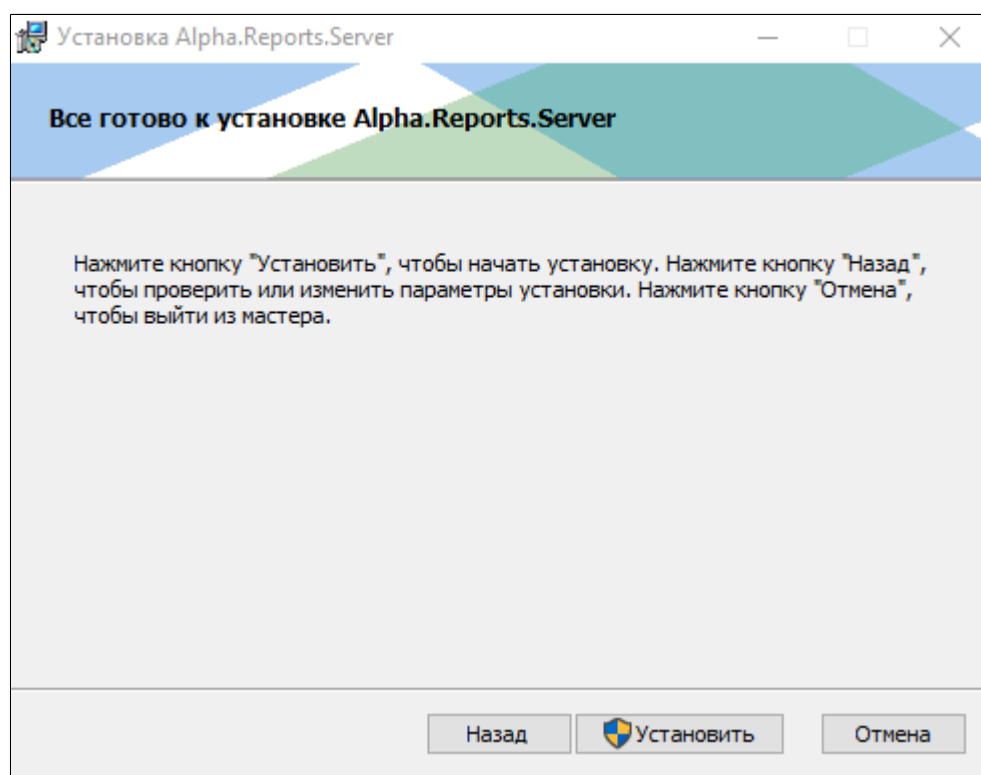 Установка Alpha.Reports.Server
Все готово к установке Alpha.Reports.Server
Нажмите кнопку "Установить", чтобы начать установку. Нажмите кнопку "Назад",
чтобы проверить или изменить параметры установки. Нажмите кнопку "Отмена",
чтобы выйти из мастера.
Назад
Установить
Отмена